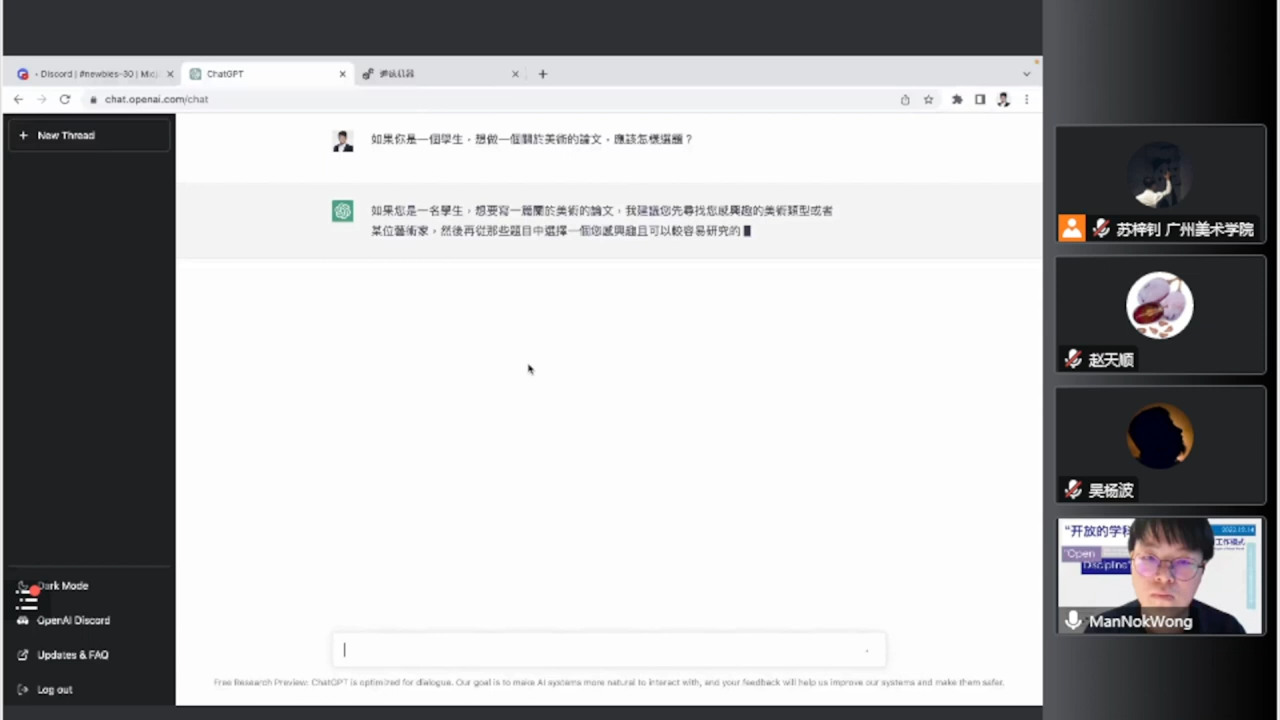 - Discord | #newbies-30 | Midj
ChatGPT
chat.openai.com/chat
New Thread
如果你是一個學生，想做一個關於美術的論文，應該怎樣選題？
如果您是一名學生，想要寫一篇關於美術的論文，我建議您先尋找您感興趣的美術類型或者
某位藝術家，然後再從那些題目中選擇一個您感興趣且可以較容易研究的
Dark Mode
OpenAI Discord
Updates & FAQ
Log out
Free Research Preview: ChatGPT is optimized for dialogue. Our goal is to make AI systems more natural to interact with, and your feedback will help us improve our systems and make them safer.
苏梓钊 广州美术学院
赵天顺
吴杨波
"开放的学科
2022.12.14
工作模式
"Open
Discipline"
ManNokWong